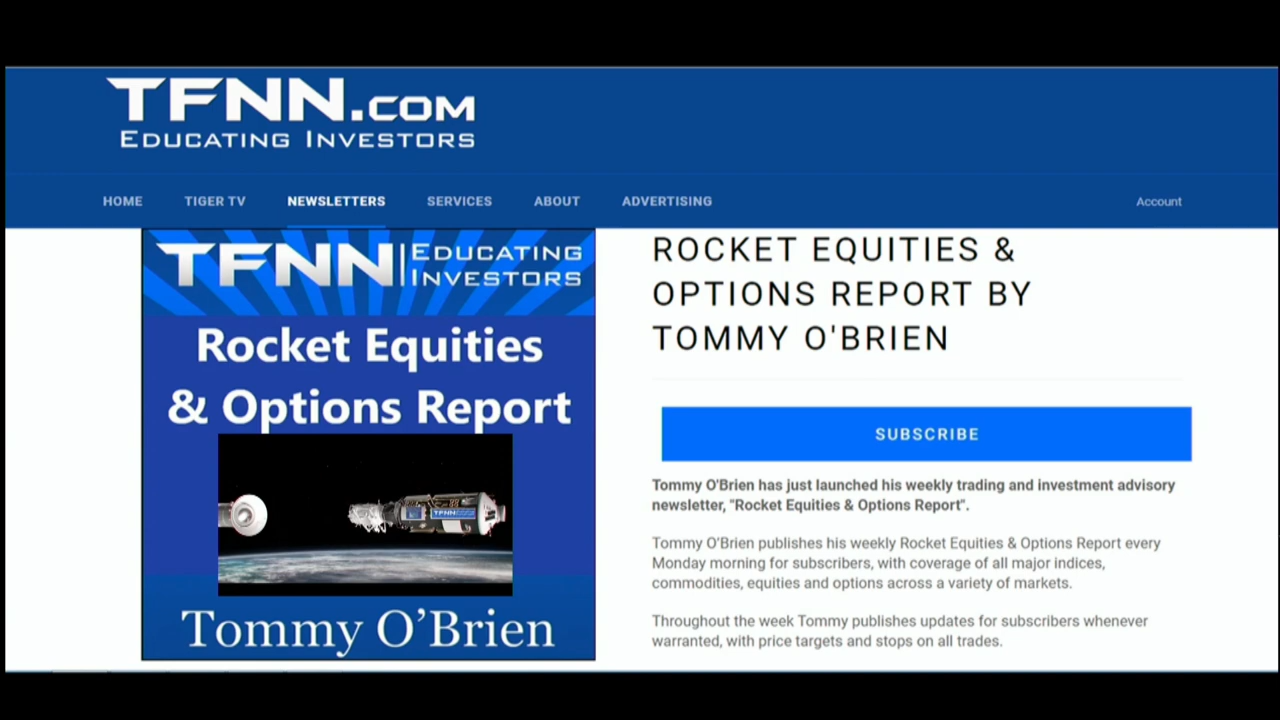 TFNN.COM
EDUCATING INVESTORS
HOME TIGER TV NEWSLETTERS SERVICES ABOUT ADVERTISING Account
TFNN EDUCATING
INVESTORS
Rocket Equities
& Options Report
TFNN
Tommy O’Brien
ROCKET EQUITIES &
OPTIONS REPORT BY
TOMMY O'BRIEN
SUBSCRIBE
Tommy O'Brien has just launched his weekly trading and investment advisory
newsletter, "Rocket Equities & Options Report".
Tommy O'Brien publishes his weekly Rocket Equities & Options Report every
Monday morning for subscribers, with coverage of all major indices,
commodities, equities and options across a variety of markets.
Throughout the week Tommy publishes updates for subscribers whenever
warranted, with price targets and stops on all trades.